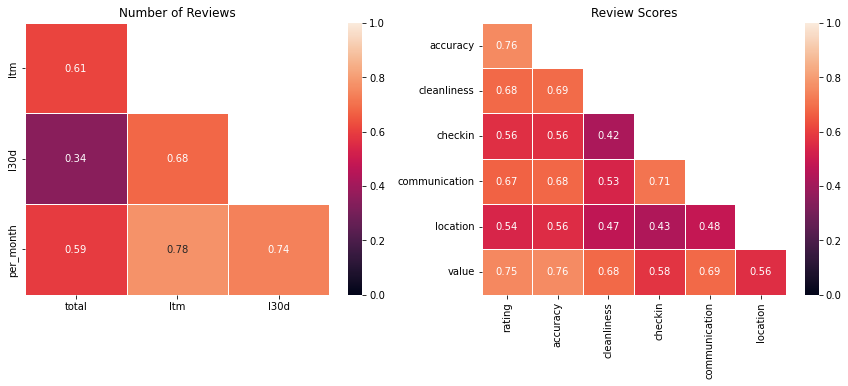 Number of Reviews
ltm
0.61
l30d
0.34 0.68
per_month
0.59 0.78 0.74
total ltm l30d
1.0
0.8
0.6
0.4
0.2
0.0
Review Scores
accuracy 0.76
cleanliness 0.68 0.69
checkin 0.56 0.56 0.42
communication 0.67 0.68 0.53 0.71
location 0.54 0.56 0.47 0.43 0.48
value 0.75 0.76 0.68 0.58 0.69 0.56
rating
accuracy
cleanliness
checkin
communication
location
1.0
0.8
0.6
0.4
0.2
0.0